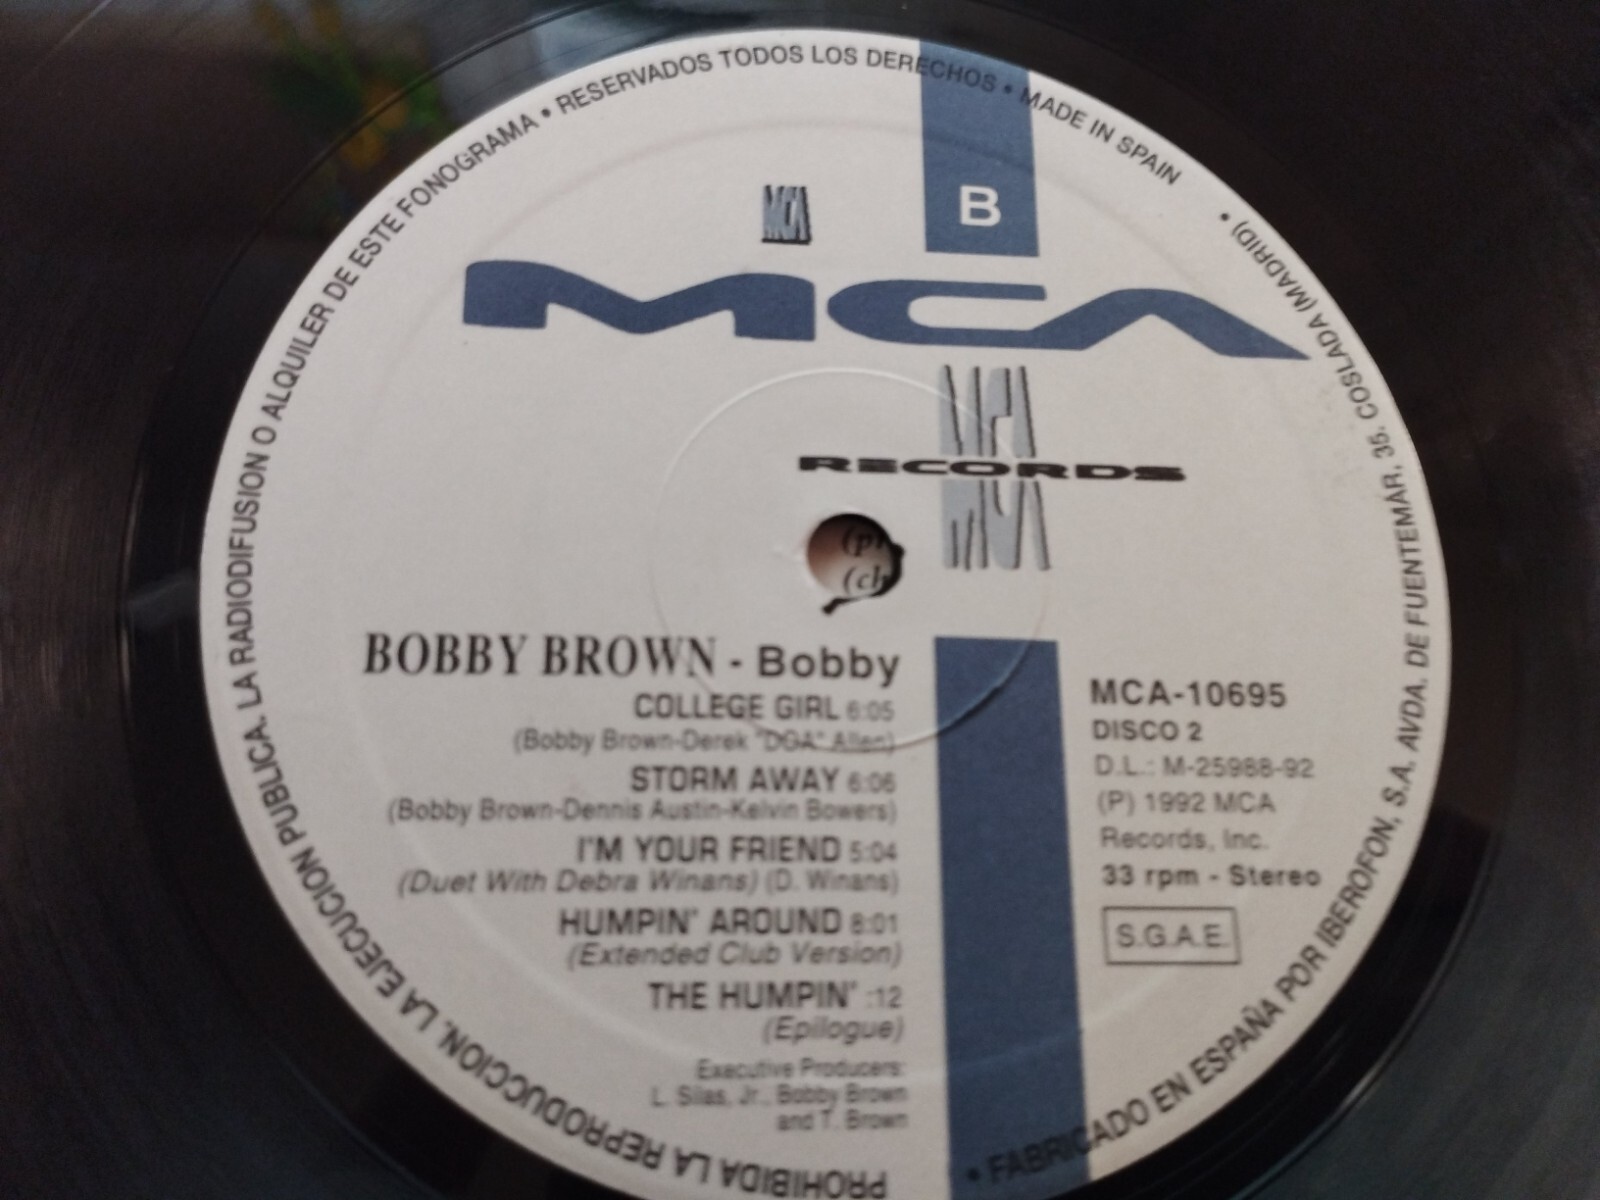 PROHIBIDA LA REPRODUCCION, LA EJECUCION PUBLICA, LA RADIODIFUSION O ALQUILER DE ESTE FONOGRAMA • RESERVADOS TODOS LOS DERECHOS • MADE IN SPAIN
• FABRICADO EN ESPAÑA POR IBEROFON, S.A. AVDA. DE FUENTEMÁR, 35. COSLADA (MADRID) •
B
MCA
MCA
MCA
RECORDS
(p)
(ch
BOBBY BROWN - Bobby
COLLEGE GIRL 6:05
(Bobby Brown-Derek "DOA" Allen)
STORM AWAY 6:06
(Bobby Brown-Dennis Austin-Kelvin Bowers)
I'M YOUR FRIEND 5:04
(Duet With Debra Winans) (D. Winans)
HUMPIN' AROUND 8:01
(Extended Club Version)
THE HUMPIN' :12
(Epilogue)
Executive Producers:
L. Silas, Jr., Bobby Brown
and T. Brown
MCA-10695
DISCO 2
D.L.: M-25988-92
(P) 1992 MCA
Records, Inc.
33 rpm - Stereo
S.G.A.E.